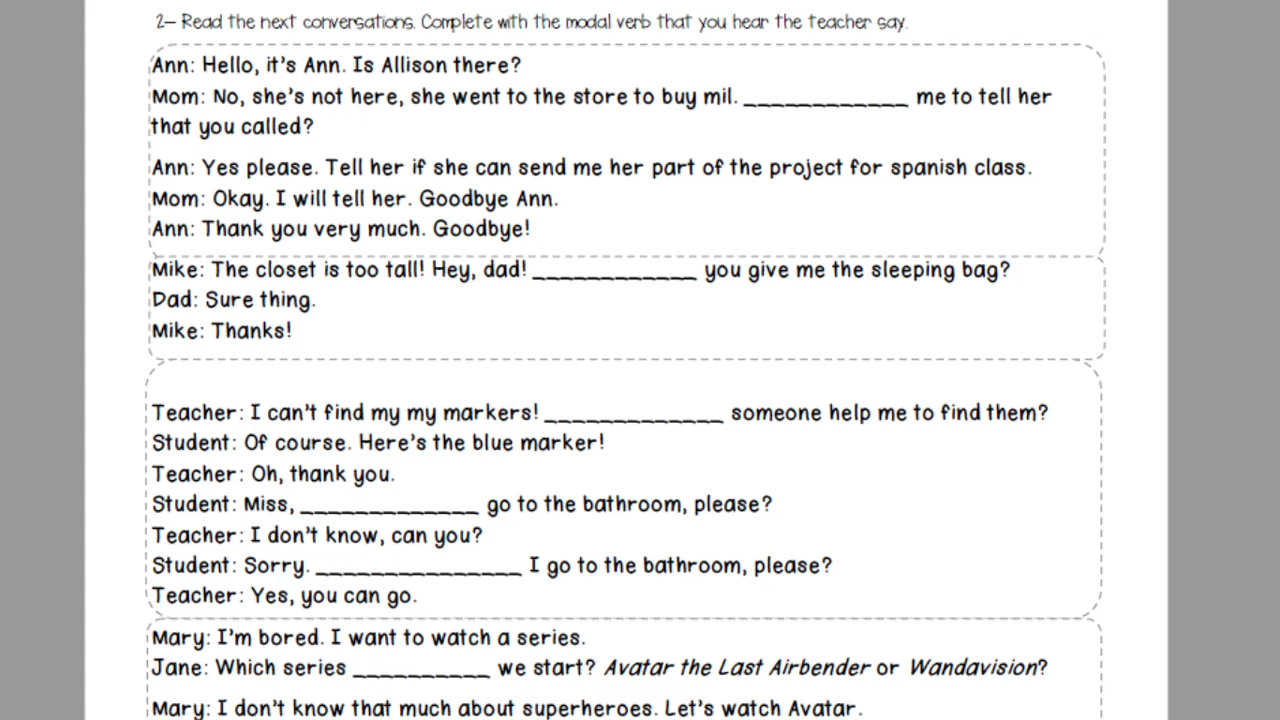 2- Read the next conversations. Complete with the modal verb that you hear the teacher say.
Ann: Hello, it's Ann. Is Allison there?
Mom: No, she's not here, she went to the store to buy mil. ____________ me to tell her
that you called?
Ann: Yes please. Tell her if she can send me her part of the project for spanish class.
Mom: Okay. I will tell her. Goodbye Ann.
Ann: Thank you very much. Goodbye!
Mike: The closet is too tall! Hey, dad! ____________ you give me the sleeping bag?
Dad: Sure thing.
Mike: Thanks!
Teacher: I can't find my my markers! _____________ someone help me to find them?
Student: Of course. Here's the blue marker!
Teacher: Oh, thank you.
Student: Miss, _____________ go to the bathroom, please?
Teacher: I don't know, can you?
Student: Sorry. _______________ I go to the bathroom, please?
Teacher: Yes, you can go.
Mary: I'm bored. I want to watch a series.
Jane: Which series __________ we start? Avatar the Last Airbender or Wandavision?
Mary: I don't know that much about superheroes. Let's watch Avatar.